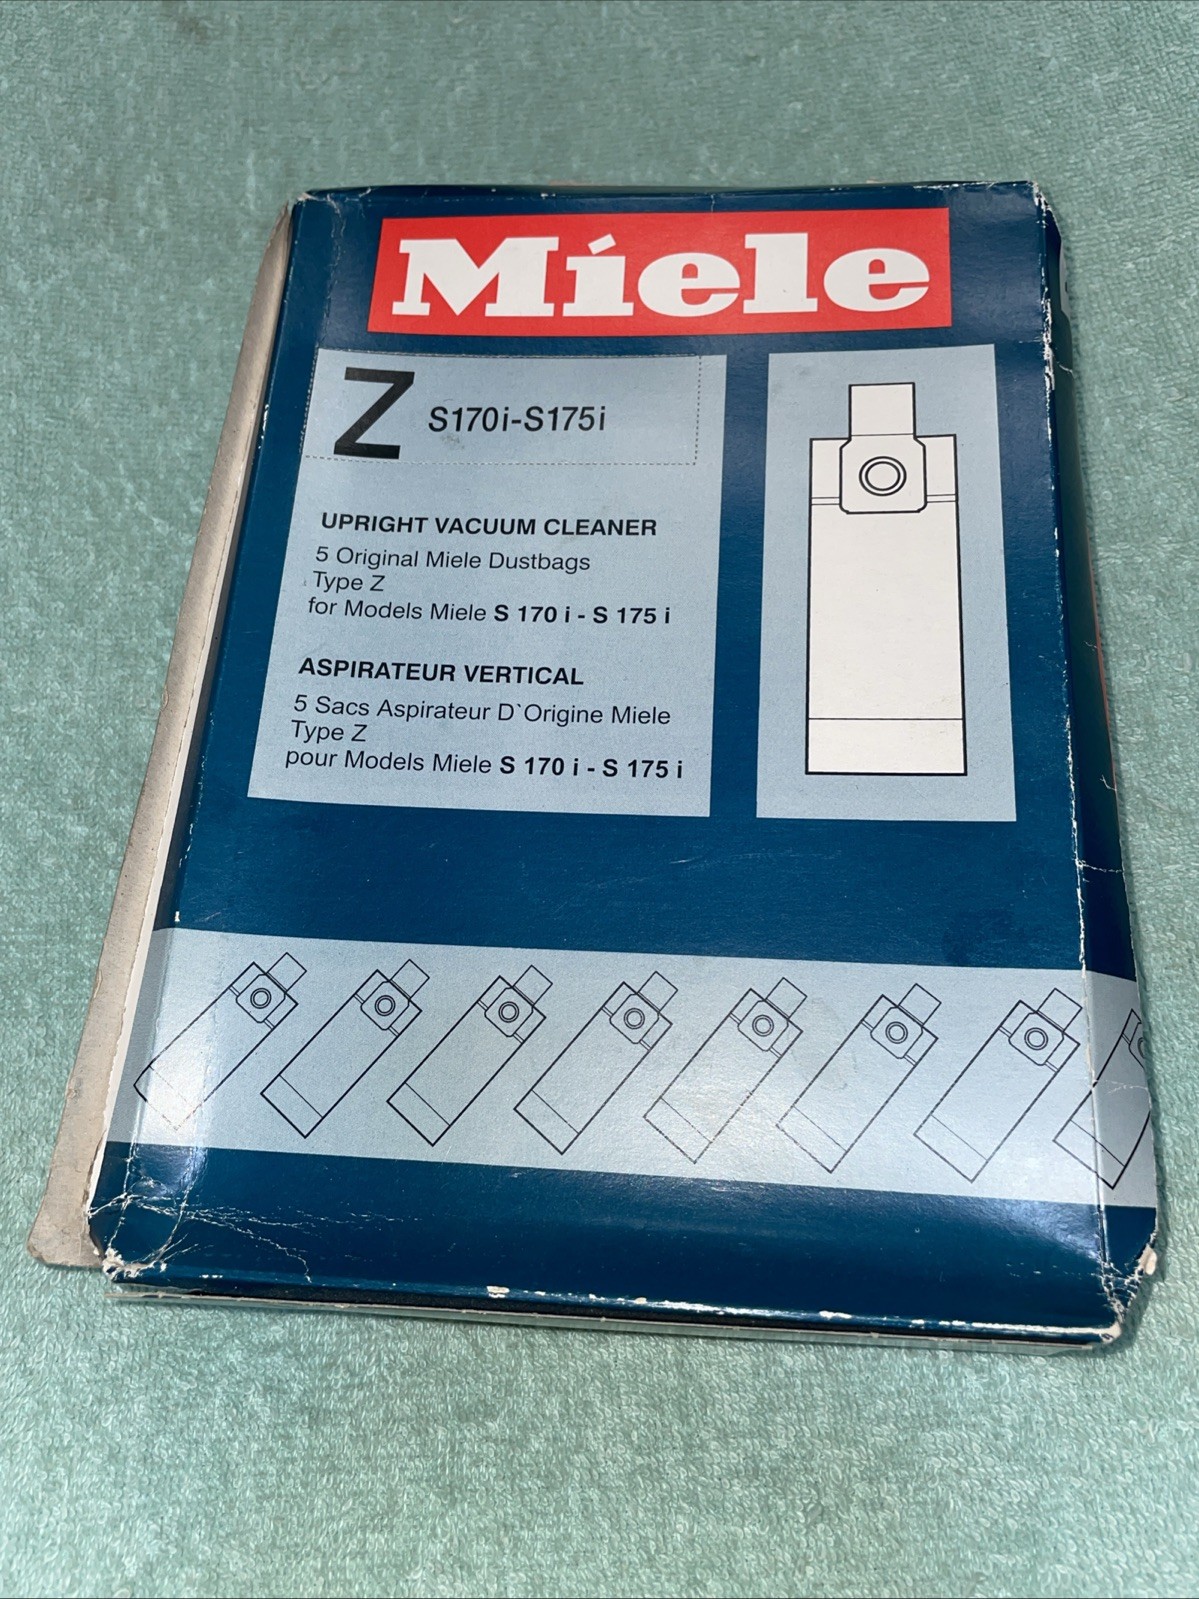 Miele
Z S170i-S175i
UPRIGHT VACUUM CLEANER
5 Original Miele Dustbags
Type Z
for Models Miele S 170 i - S 175 i
ASPIRATEUR VERTICAL
5 Sacs Aspirateur D`Origine Miele
Type Z
pour Models Miele S 170 i - S 175 i